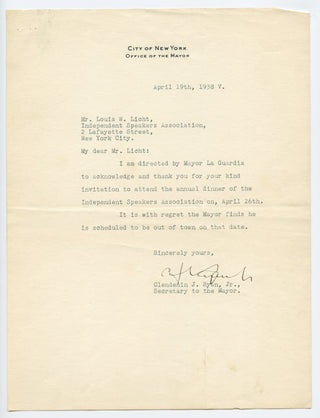 CITY OF NEW YORK
OFFICE OF THE MAYOR
April 19th, 1938 V.
Mr. Louis W. Licht,
Independent Speakers Association,
2 Lafayette Street,
New York City.
My dear Mr. Licht:
I am directed by Mayor La Guardia
to acknowledge and thank you for your kind
invitation to attend the annual dinner of the
Independent Speakers Association on, April 26th.
It is with regret the Mayor finds he
is scheduled to be out of town on that date.
Sincerely yours,
Clendenin J. Ryan, Jr.,
Secretary to the Mayor.